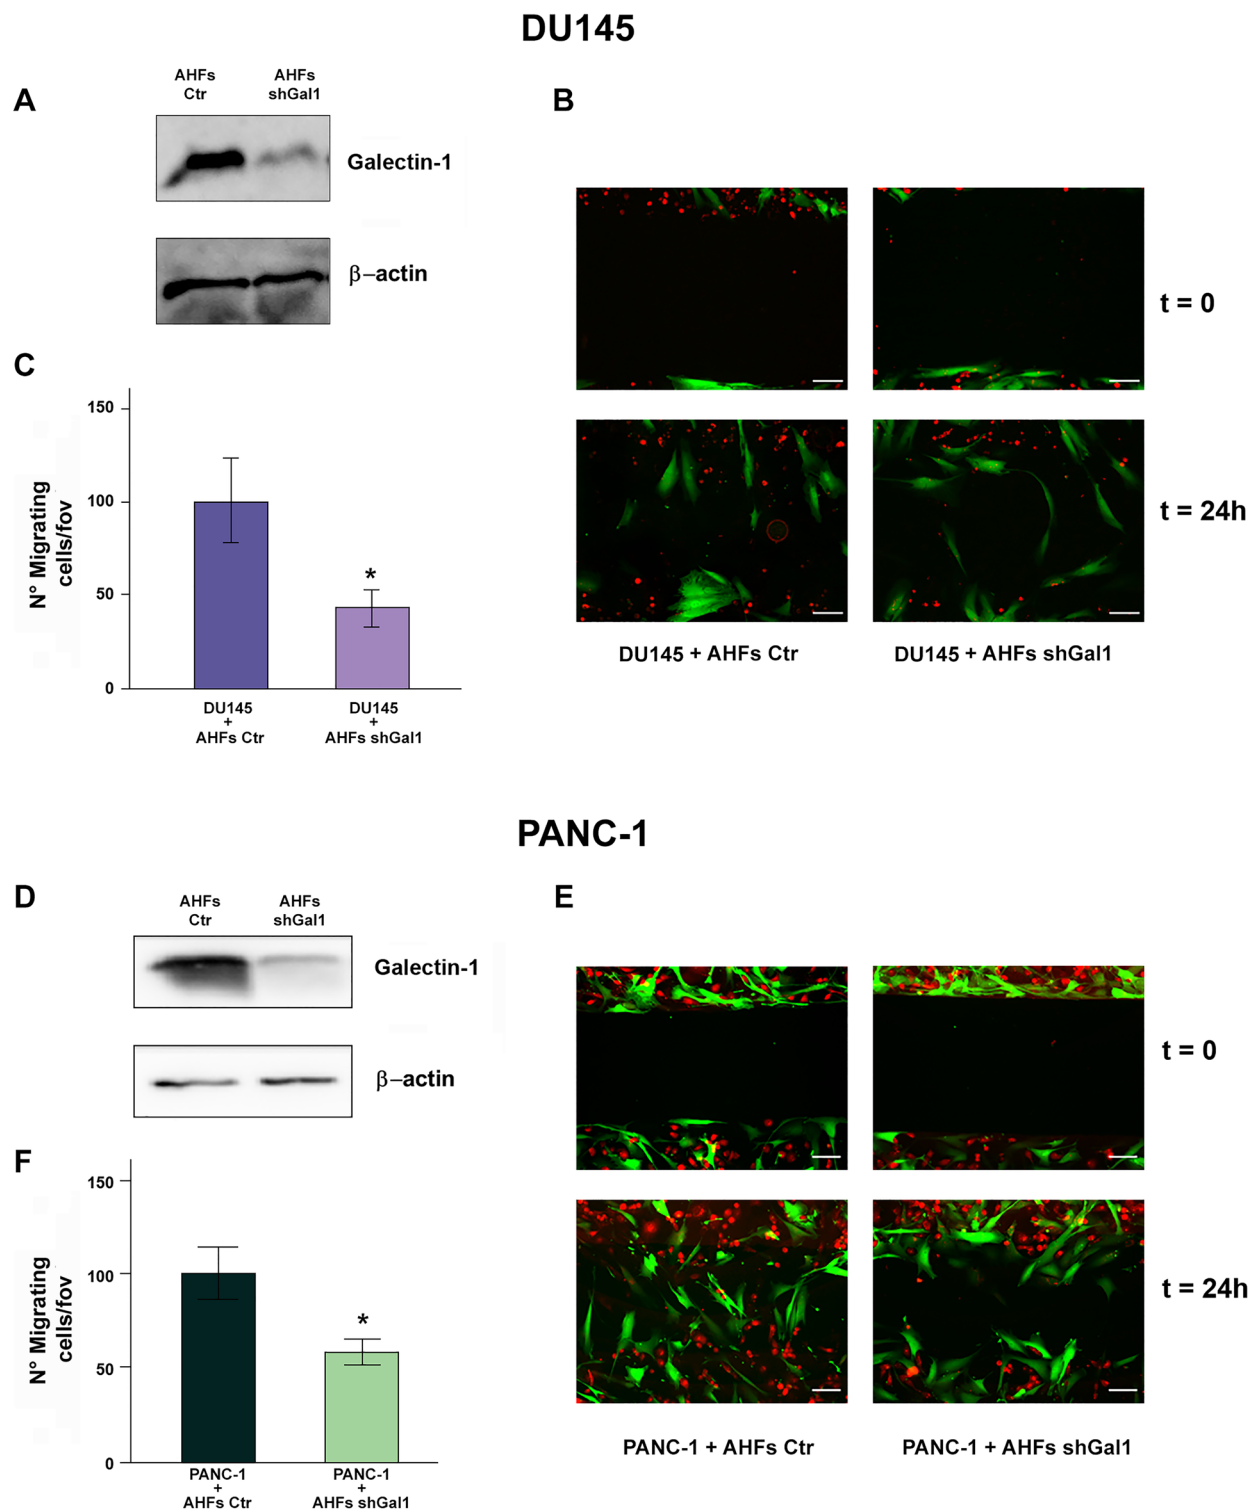 DU145
A
AHFs
Ctr
AHFs
shGal1
Galectin-1
β–actin
B
t = 0
t = 24h
DU145 + AHFs Ctr
DU145 + AHFs shGal1
C
N° Migrating
cells/fov
150
100
50
0
DU145
+
AHFs Ctr
DU145
+
AHFs shGal1
*
PANC-1
D
AHFs
Ctr
AHFs
shGal1
Galectin-1
β–actin
E
t = 0
t = 24h
PANC-1 + AHFs Ctr
PANC-1 + AHFs shGal1
F
N° Migrating
cells/fov
150
100
50
0
*
PANC-1
+
AHFs Ctr
PANC-1
+
AHFs shGal1